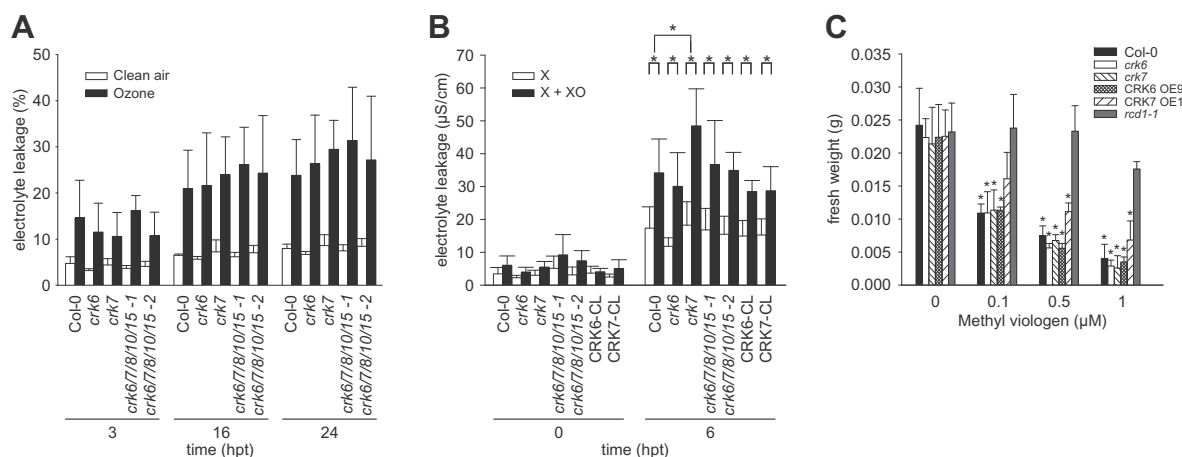 A
electrolyte leakage (%)
50
40
30
20
10
0
Clean air
Ozone
Col-0
crk6
crk7
crk6/7/8/10/15 -1
crk6/7/8/10/15 -2
Col-0
crk6
crk7
crk6/7/8/10/15 -1
crk6/7/8/10/15 -2
Col-0
crk6
crk7
crk6/7/8/10/15 -1
crk6/7/8/10/15 -2
3 16 24
time (hpt)
B
electrolyte leakage (µS/cm)
70
60
50
40
30
20
10
0
X
X + XO
*
* * * * * * *
Col-0
crk6
crk7
crk6/7/8/10/15 -1
crk6/7/8/10/15 -2
CRK6-CL
CRK7-CL
Col-0
crk6
crk7
crk6/7/8/10/15 -1
crk6/7/8/10/15 -2
CRK6-CL
CRK7-CL
0 6
time (hpt)
C
fresh weight (g)
0.035
0.030
0.025
0.020
0.015
0.010
0.005
0.000
Col-0
crk6
crk7
CRK6 OE9
CRK7 OE1
rcd1-1
* * * *
* * * * *
* * * * *
0 0.1 0.5 1
Methyl viologen (µM)